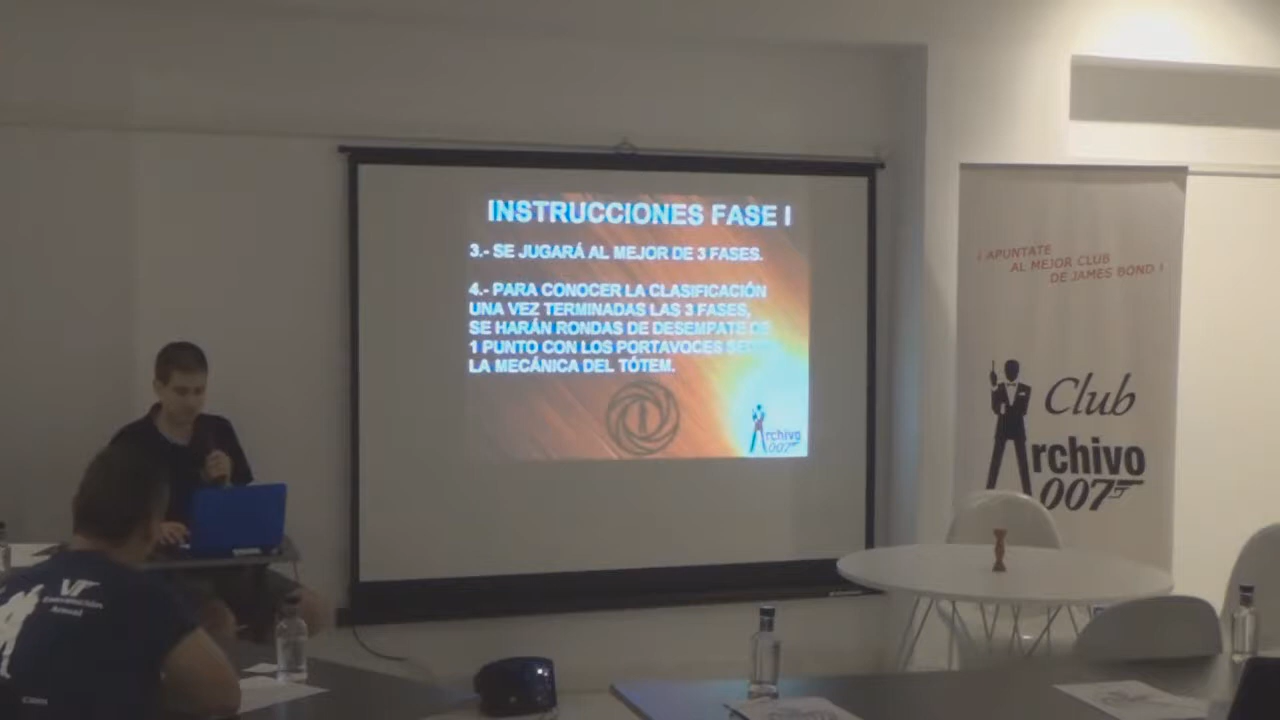 INSTRUCCIONES FASE I
3.- SE JUGARÁ AL MEJOR DE 3 FASES.
4.- PARA CONOCER LA CLASIFICACIÓN
UNA VEZ TERMINADAS LAS 3 FASES,
SE HARÁN RONDAS DE DESEMPATE DE
1 PUNTO CON LOS PORTAVOCES
LA MECÁNICA DEL TÓTEM.
rchivo
007
¡ APUNTATE
AL MEJOR CLUB
DE JAMES BOND !
Club
rchivo
007